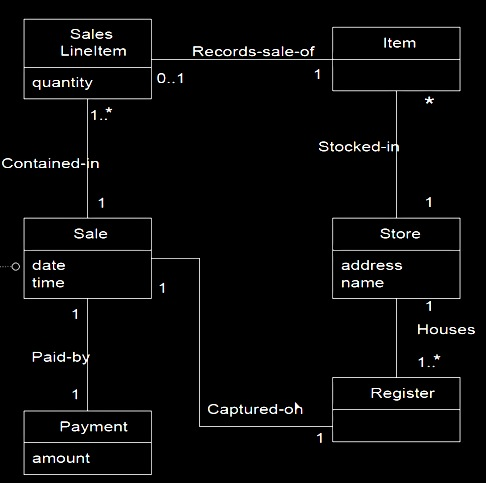 Sales
LineItem
quantity
Records-sale-of
0..1
1
Item
1..*
*
Contained-in
Stocked-in
1
1
Sale
date
time
Store
address
name
1
1
1
Houses
Paid-by
1..*
1
Captured-on
Register
1
Payment
amount